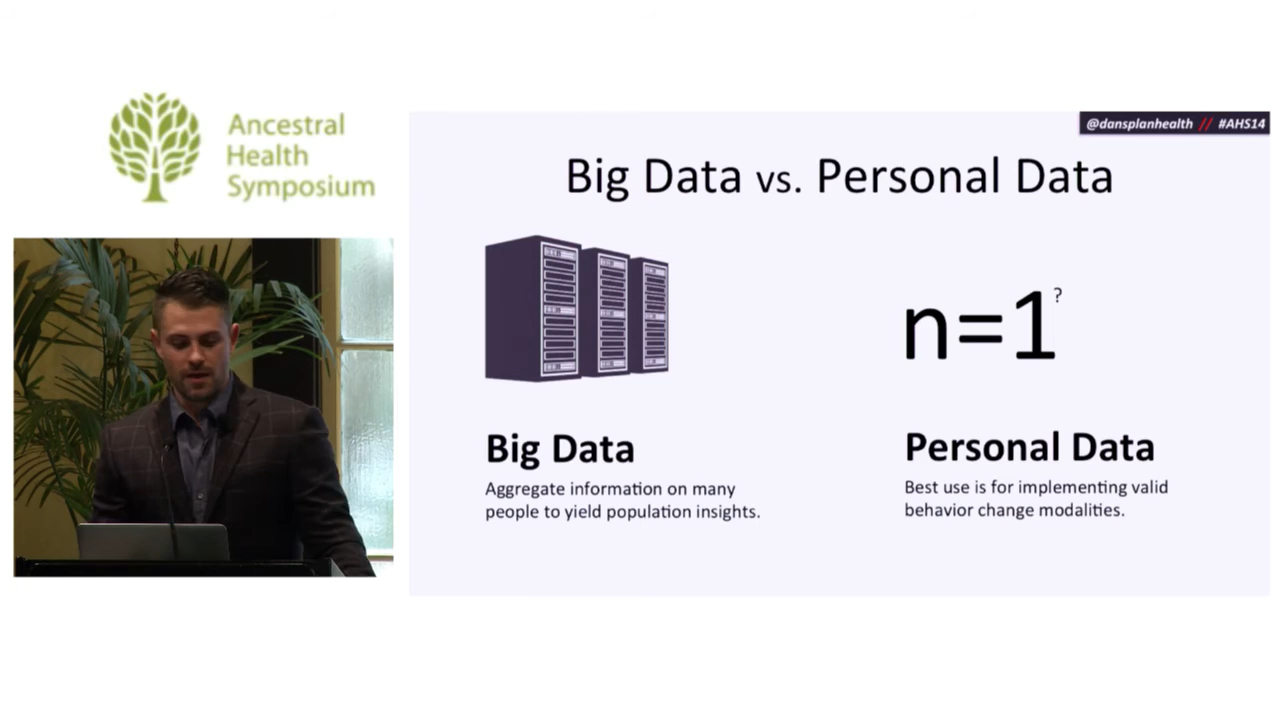 Ancestral
Health
Symposium
@dansplanhealth // #AHS14
Big Data vs. Personal Data
n=1?
Big Data
Aggregate information on many
people to yield population insights.
Personal Data
Best use is for implementing valid
behavior change modalities.